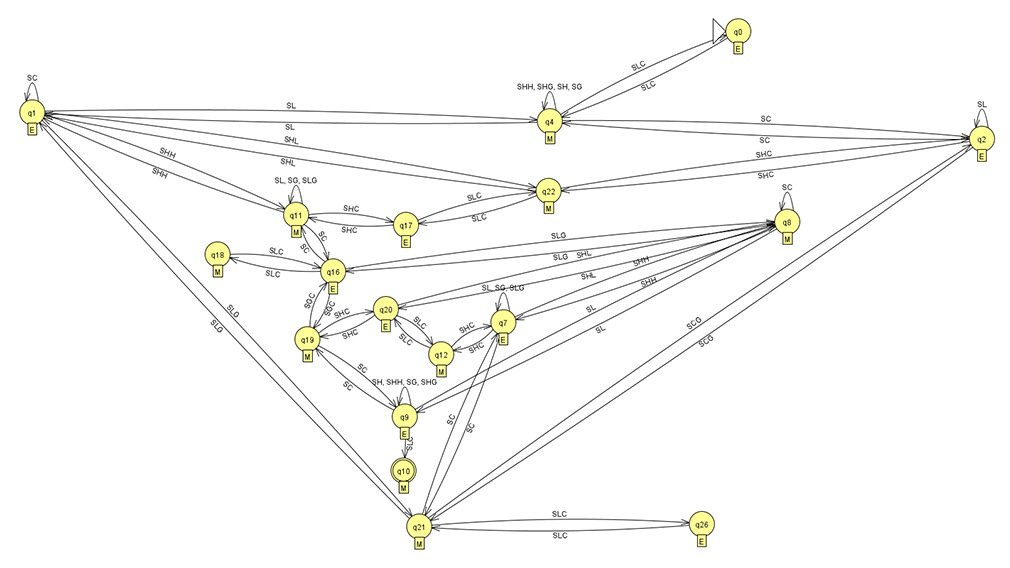 q0
E
SLC
SLC
SC
q1
E
SL
SL
SHH, SHG, SH, SG
q4
M
SC
SC
SL
q2
E
SHL
SHL
SHH
SHH
SHC
SHC
q22
M
SL, SG, SLG
q11
M
SHC
SHC
SLC
SLC
q17
E
SC
q8
M
SC
SC
q18
M
SLC
SLC
q16
E
SLG
SLG
SHL
SHL
SHH
SHH
SGC
SGC
SHC
SHC
q20
E
SLC
SLC
SL, SG, SLG
q7
E
SHC
SHC
q12
M
q19
M
SL
SL
SC
SC
SH, SHH, SG, SHG
q9
E
SLC
q10
M
SC
SC
SLG
SLG
SCG
SCG
q21
M
SLC
SLC
q26
E